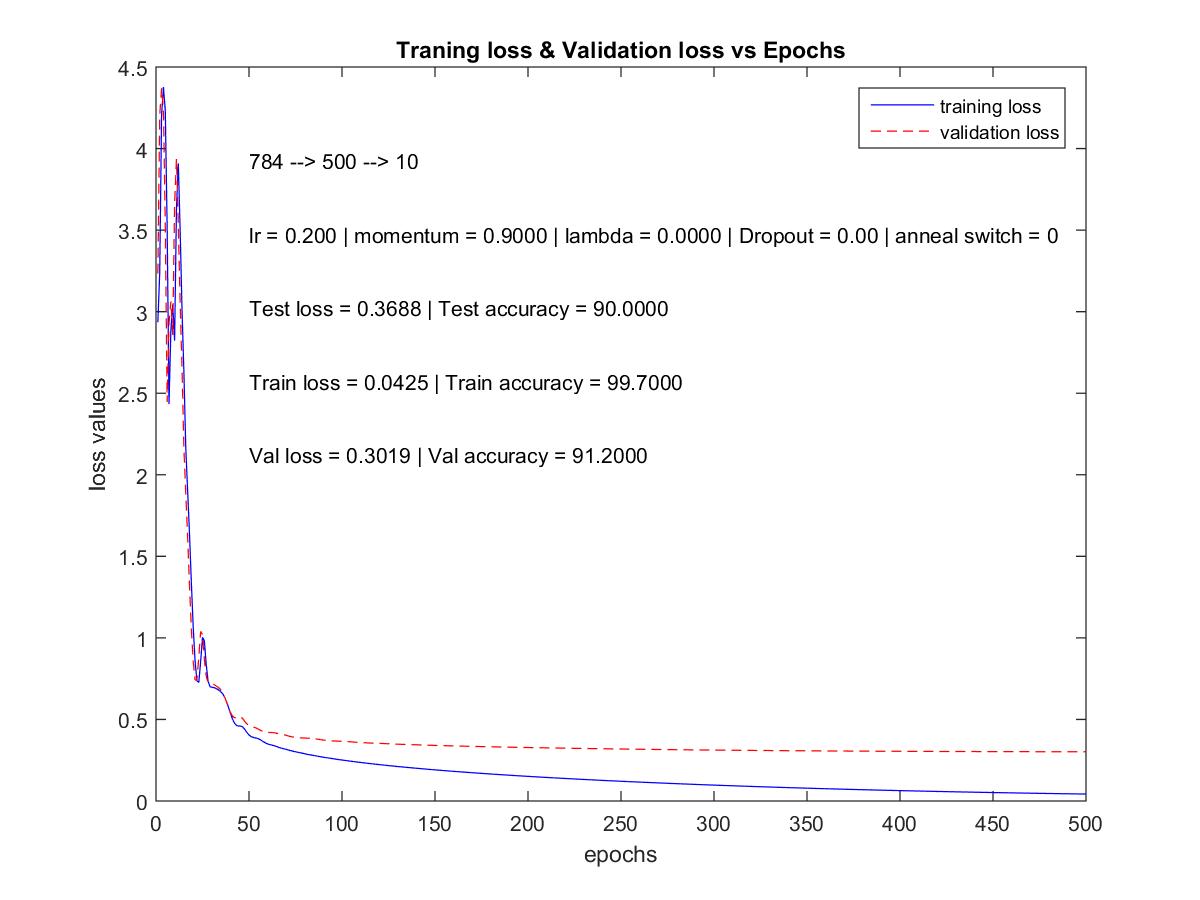 Traning loss & Validation loss vs Epochs
4.5
4
3.5
3
2.5
2
1.5
1
0.5
0
loss values
training loss
validation loss
784 --> 500 --> 10
lr = 0.200 | momentum = 0.9000 | lambda = 0.0000 | Dropout = 0.00 | anneal switch = 0
Test loss = 0.3688 | Test accuracy = 90.0000
Train loss = 0.0425 | Train accuracy = 99.7000
Val loss = 0.3019 | Val accuracy = 91.2000
0 50 100 150 200 250 300 350 400 450 500
epochs